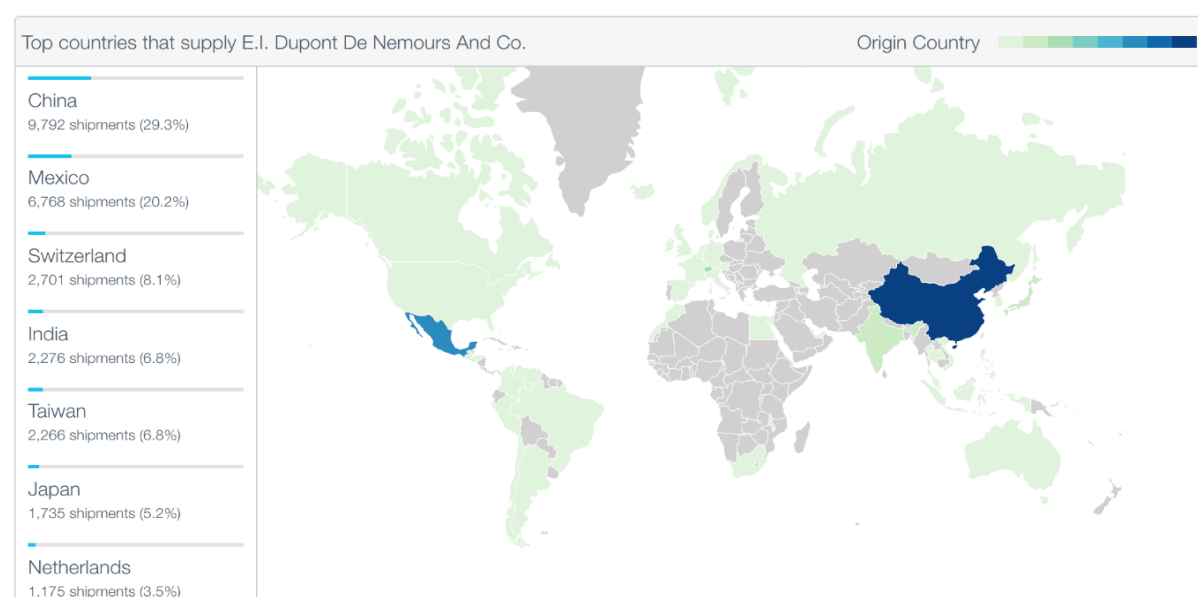 Top countries that supply E.I. Dupont De Nemours And Co.
Origin Country
China
9,792 shipments (29.3%)
Mexico
6,768 shipments (20.2%)
Switzerland
2,701 shipments (8.1%)
India
2,276 shipments (6.8%)
Taiwan
2,266 shipments (6.8%)
Japan
1,735 shipments (5.2%)
Netherlands
1,175 shipments (3.5%)